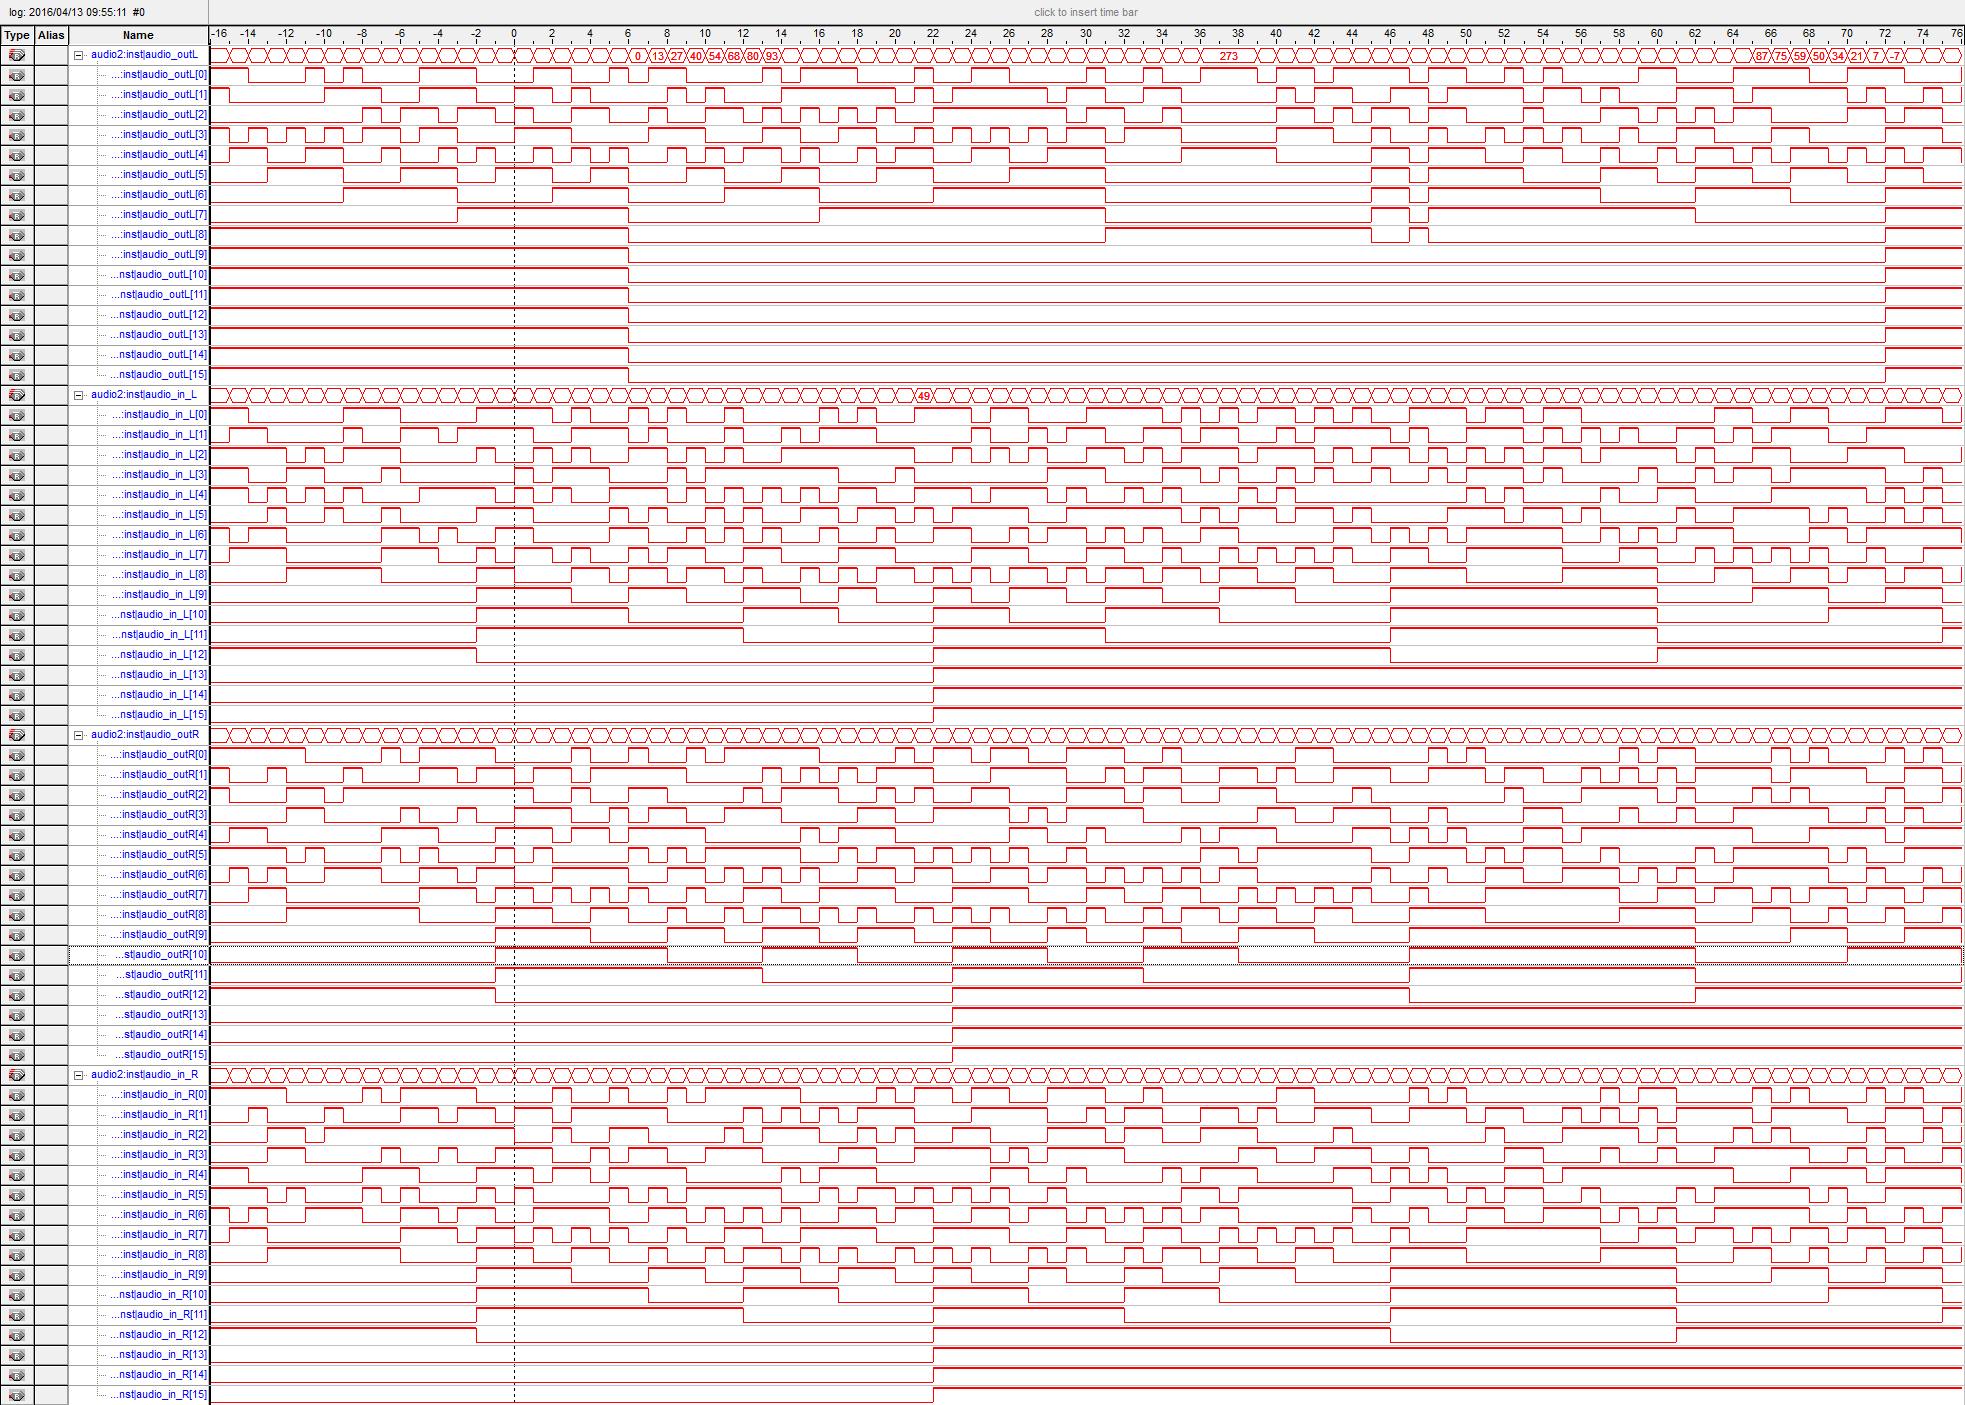 log: 2016/04/13 09:55:11 #0
click to insert time bar
Type Alias Name -16 -14 -12 -10 -8 -6 -4 -2 0 2 4 6 8 10 12 14 16 18 20 22 24 26 28 30 32 34 36 38 40 42 44 46 48 50 52 54 56 58 60 62 64 66 68 70 72 74 76
audio2:inst|audio_outL 0 13 27 40 54 68 80 93 273 87 75 59 50 34 21 7 -7
...:inst|audio_outL[0]
...:inst|audio_outL[1]
...:inst|audio_outL[2]
...:inst|audio_outL[3]
...:inst|audio_outL[4]
...:inst|audio_outL[5]
...:inst|audio_outL[6]
...:inst|audio_outL[7]
...:inst|audio_outL[8]
...:inst|audio_outL[9]
...nst|audio_outL[10]
...nst|audio_outL[11]
...nst|audio_outL[12]
...nst|audio_outL[13]
...nst|audio_outL[14]
...nst|audio_outL[15]
audio2:inst|audio_in_L 49
...:inst|audio_in_L[0]
...:inst|audio_in_L[1]
...:inst|audio_in_L[2]
...:inst|audio_in_L[3]
...:inst|audio_in_L[4]
...:inst|audio_in_L[5]
...:inst|audio_in_L[6]
...:inst|audio_in_L[7]
...:inst|audio_in_L[8]
...:inst|audio_in_L[9]
...nst|audio_in_L[10]
...nst|audio_in_L[11]
...nst|audio_in_L[12]
...nst|audio_in_L[13]
...nst|audio_in_L[14]
...nst|audio_in_L[15]
audio2:inst|audio_outR
...:inst|audio_outR[0]
...:inst|audio_outR[1]
...:inst|audio_outR[2]
...:inst|audio_outR[3]
...:inst|audio_outR[4]
...:inst|audio_outR[5]
...:inst|audio_outR[6]
...:inst|audio_outR[7]
...:inst|audio_outR[8]
...:inst|audio_outR[9]
...st|audio_outR[10]
...st|audio_outR[11]
...st|audio_outR[12]
...st|audio_outR[13]
...st|audio_outR[14]
...st|audio_outR[15]
audio2:inst|audio_in_R
...:inst|audio_in_R[0]
...:inst|audio_in_R[1]
...:inst|audio_in_R[2]
...:inst|audio_in_R[3]
...:inst|audio_in_R[4]
...:inst|audio_in_R[5]
...:inst|audio_in_R[6]
...:inst|audio_in_R[7]
...:inst|audio_in_R[8]
...:inst|audio_in_R[9]
...nst|audio_in_R[10]
...nst|audio_in_R[11]
...nst|audio_in_R[12]
...nst|audio_in_R[13]
...nst|audio_in_R[14]
...nst|audio_in_R[15]